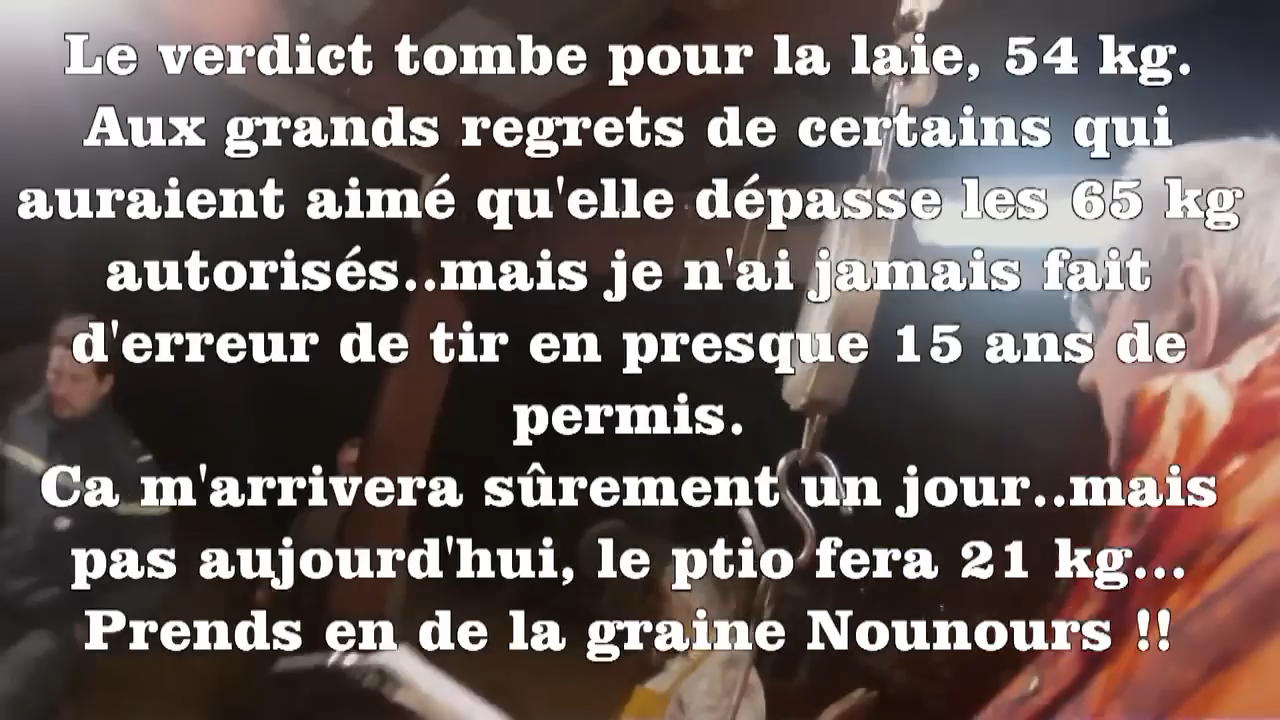 Le verdict tombe pour la laie, 54 kg.
Aux grands regrets de certains qui
auraient aimé qu'elle dépasse les 65 kg
autorisés..mais je n'ai jamais fait
d'erreur de tir en presque 15 ans de
permis.
Ca m'arrivera sûrement un jour..mais
pas aujourd'hui, le ptio fera 21 kg...
Prends en de la graine Nounours !!